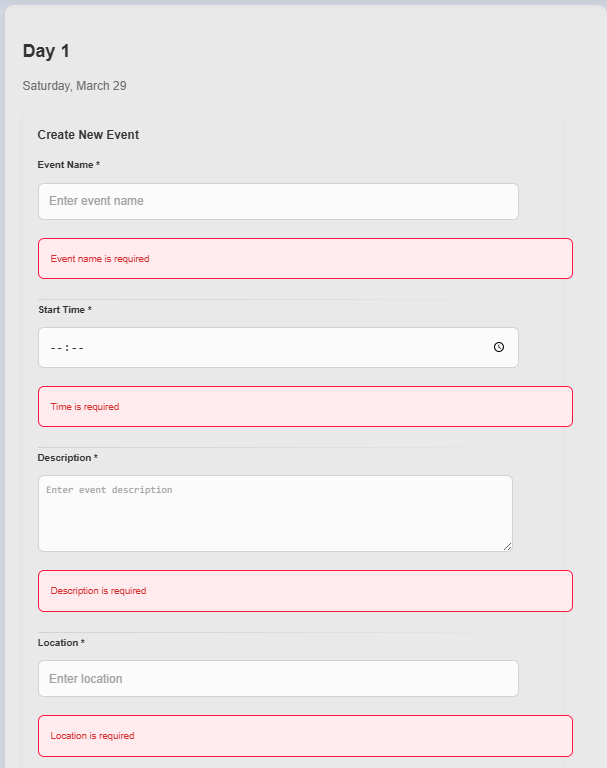 Day 1
Saturday, March 29
Create New Event
Event Name *
Enter event name
Event name is required
Start Time *
--:--
Time is required
Description *
Enter event description
Description is required
Location *
Enter location
Location is required